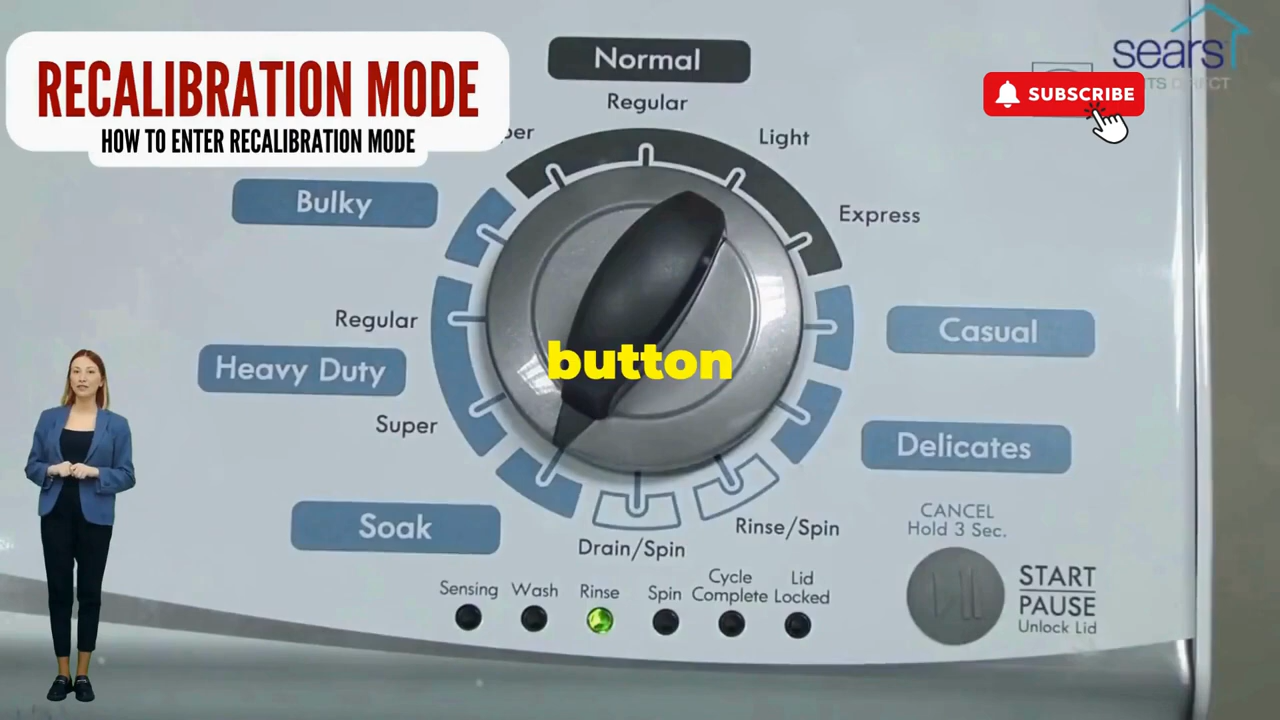 sears
RECALIBRATION MODE
HOW TO ENTER RECALIBRATION MODE
SUBSCRIBE
DIRECT
Normal
Regular
Light
Express
Bulky
Regular
Heavy Duty
Super
Casual
Delicates
button
Soak
Drain/Spin
Rinse/Spin
CANCEL
Hold 3 Sec.
Sensing
Wash
Rinse
Spin
Cycle
Complete
Lid
Locked
START
PAUSE
Unlock Lid